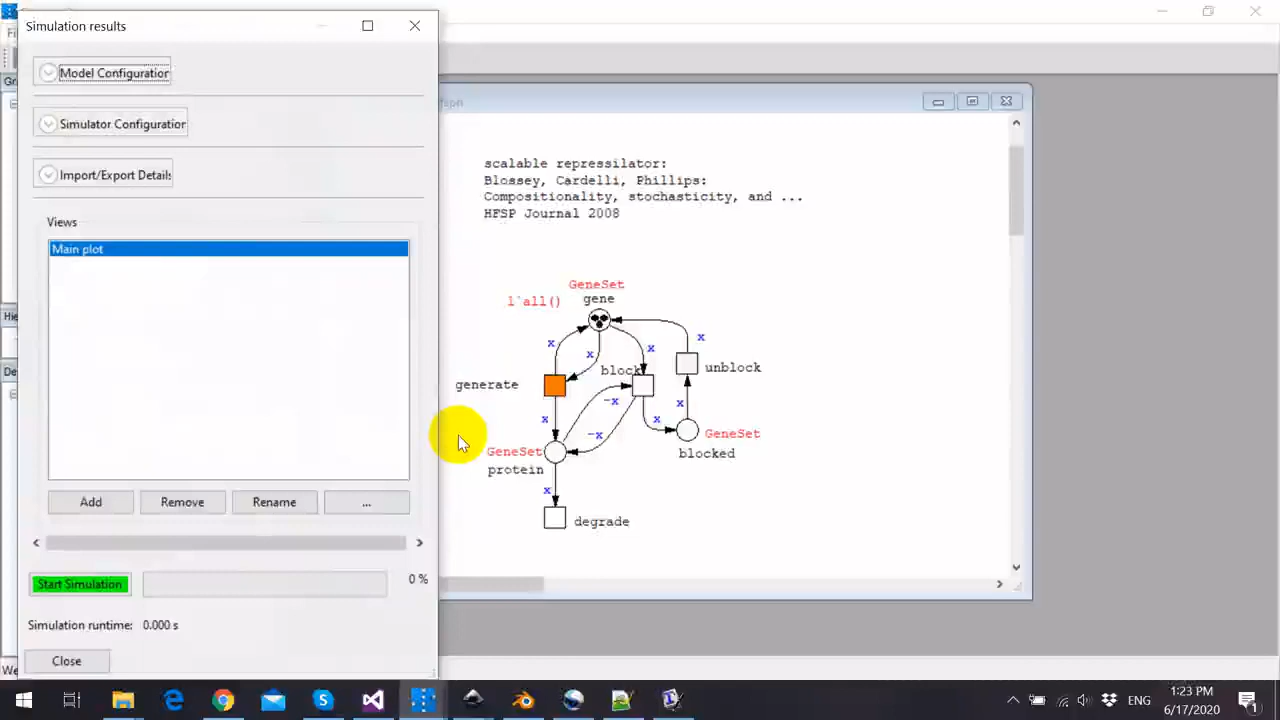 Simulation results
Model Configuration
Simulator Configuration
Import/Export Details
Views
Main plot
Add
Remove
Rename
...
Start Simulation
0 %
Simulation runtime: 0.000 s
Close
scalable repressilator:
Blossey, Cardelli, Phillips:
Compositionality, stochasticity, and ...
HFSP Journal 2008
GeneSet
1`all()
gene
x
x
x
x
block
unblock
generate
-x
x
x
x
-x
GeneSet
protein
GeneSet
blocked
x
degrade
ENG
1:23 PM
6/17/2020
1